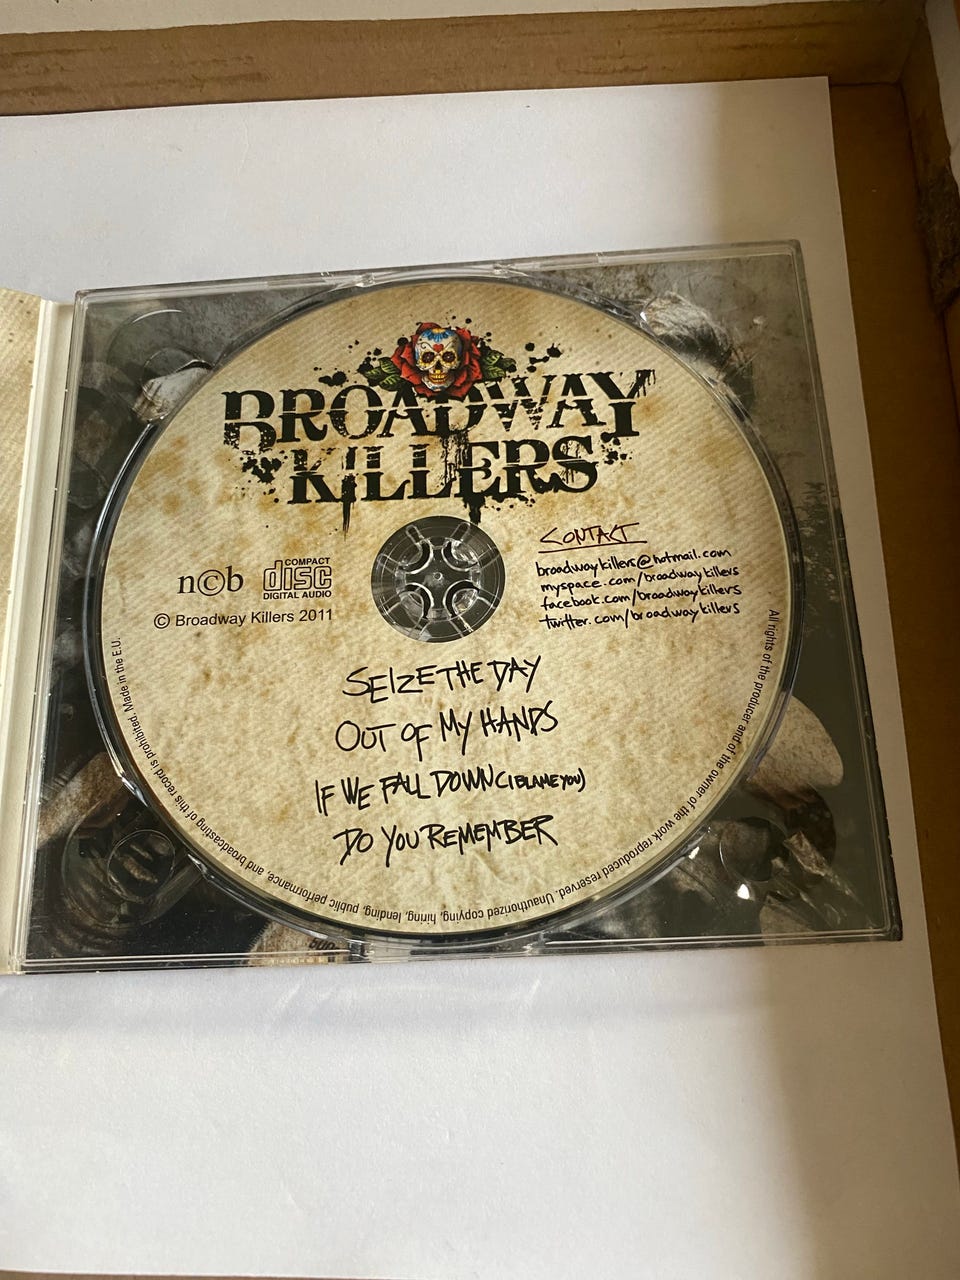 BROADWAY
KILLERS
n©b
COMPACT
disc
DIGITAL AUDIO
© Broadway Killers 2011
CONTACT
broadwaykillers@hotmail.com
myspace.com/broadwaykillers
facebook.com/broadwaykillers
twitter.com/broadwaykillers
SEIZE THE DAY
OUT OF MY HANDS
IF WE FALL DOWN (I BLAME YOU)
DO YOU REMEMBER
All rights of the producer and of the owner of the work reproduced reserved. Unauthorized copying, hiring, lending, public performance, and broadcasting of this record is prohibited. Made in the E.U.